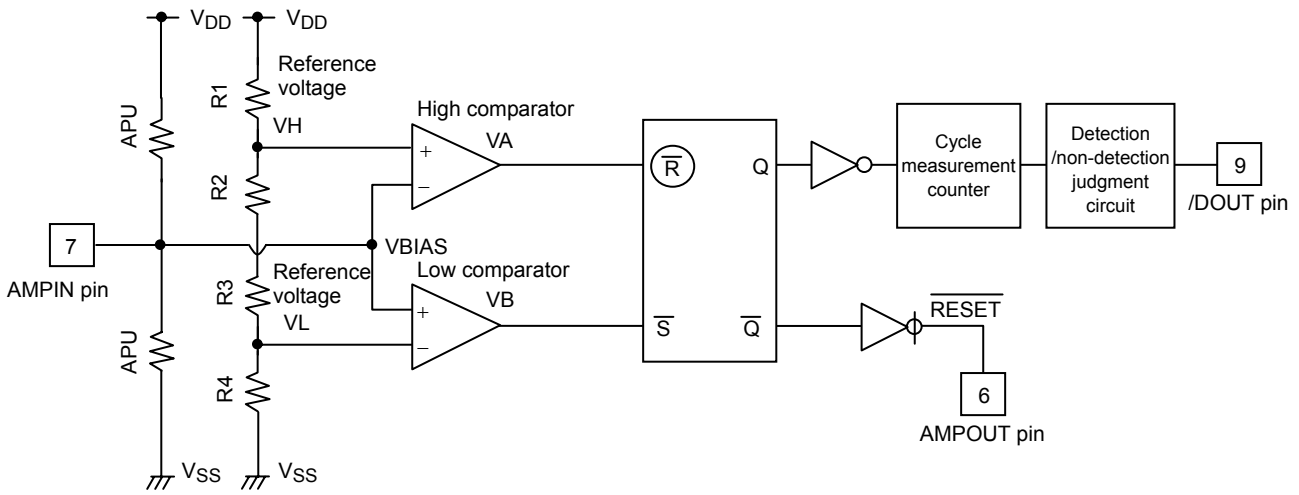 VDD
VDD
APU
R1
Reference
voltage
VH
R2
High comparator
VA
+
−
R
Q
Cycle
measurement
counter
Detection
/non-detection
judgment
circuit
9
/DOUT pin
7
AMPIN pin
VBIAS
APU
R3
Reference
voltage
VL
R4
Low comparator
VB
+
−
S
Q
RESET
6
AMPOUT pin
VSS
VSS